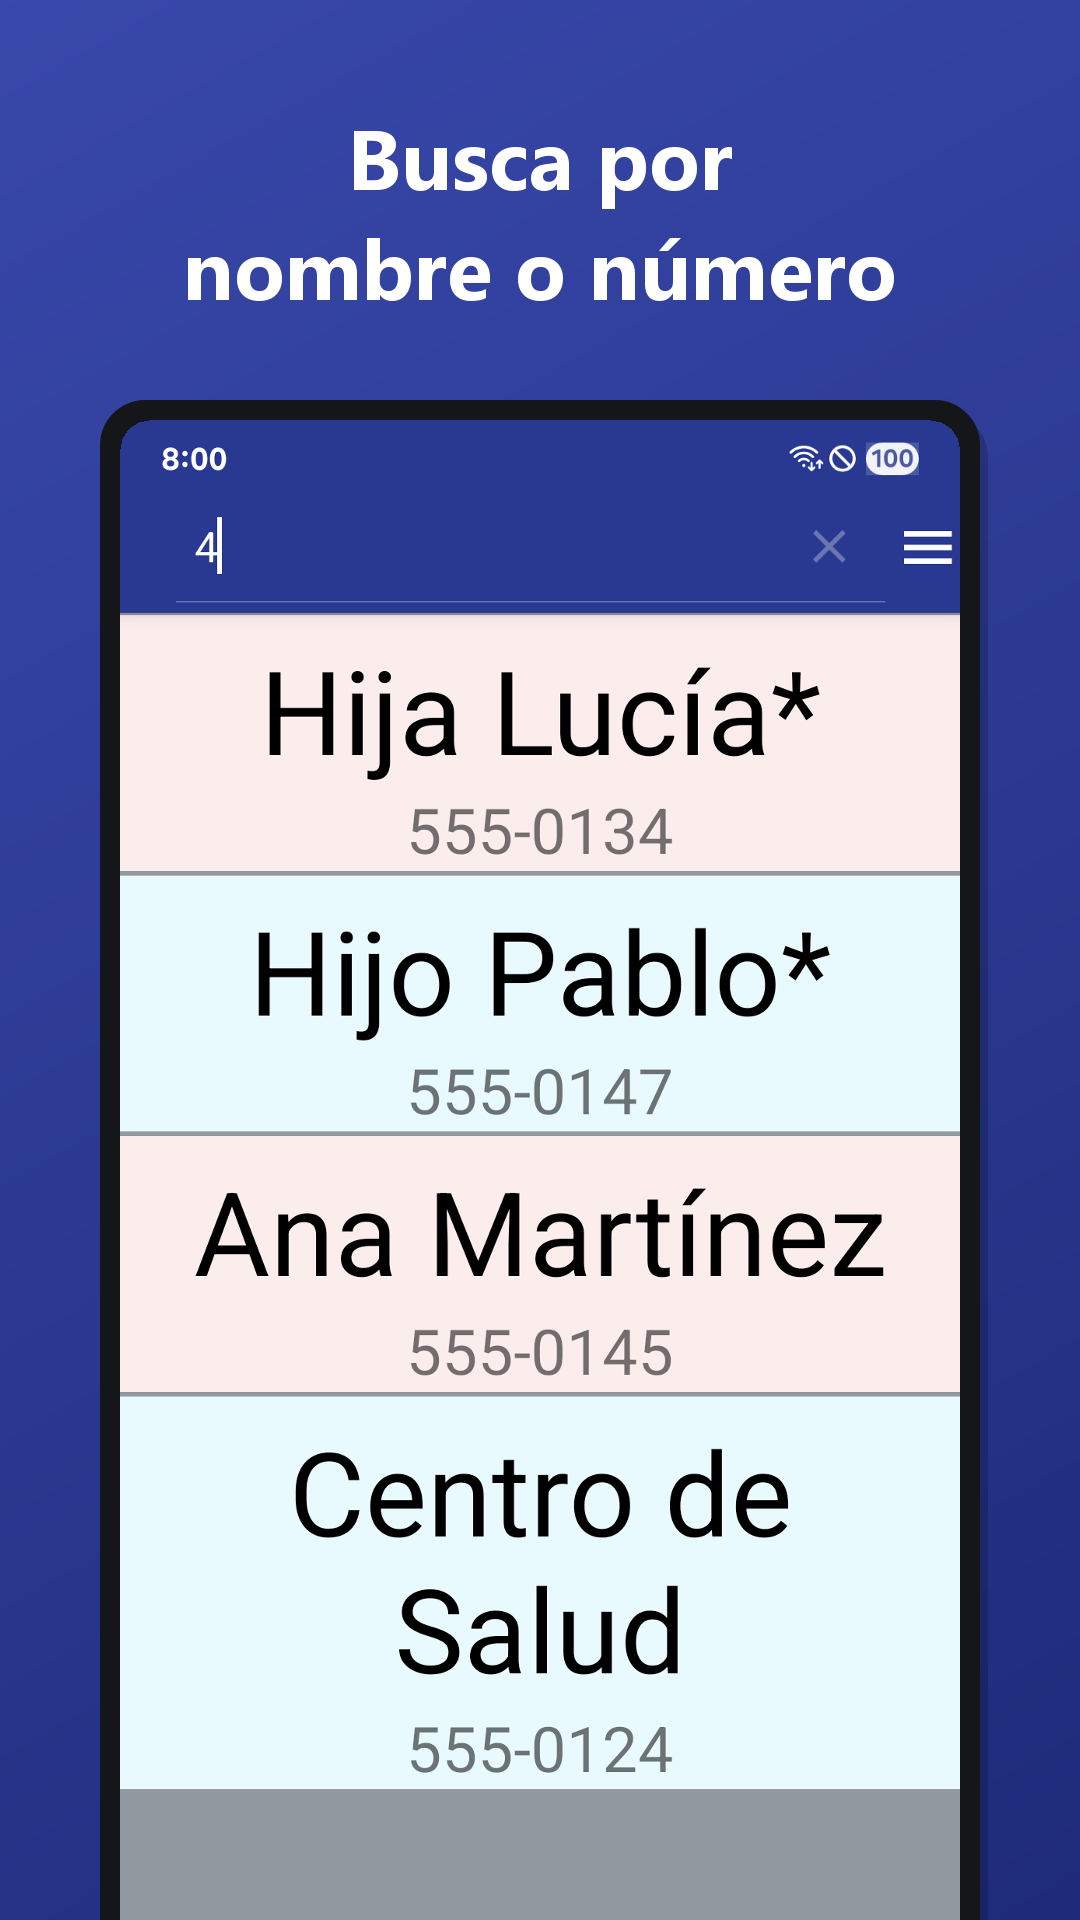 Busca por
nombre o número
8:00
100
4
Hija Lucía*
555-0134
Hijo Pablo*
555-0147
Ana Martínez
555-0145
Centro de
Salud
555-0124